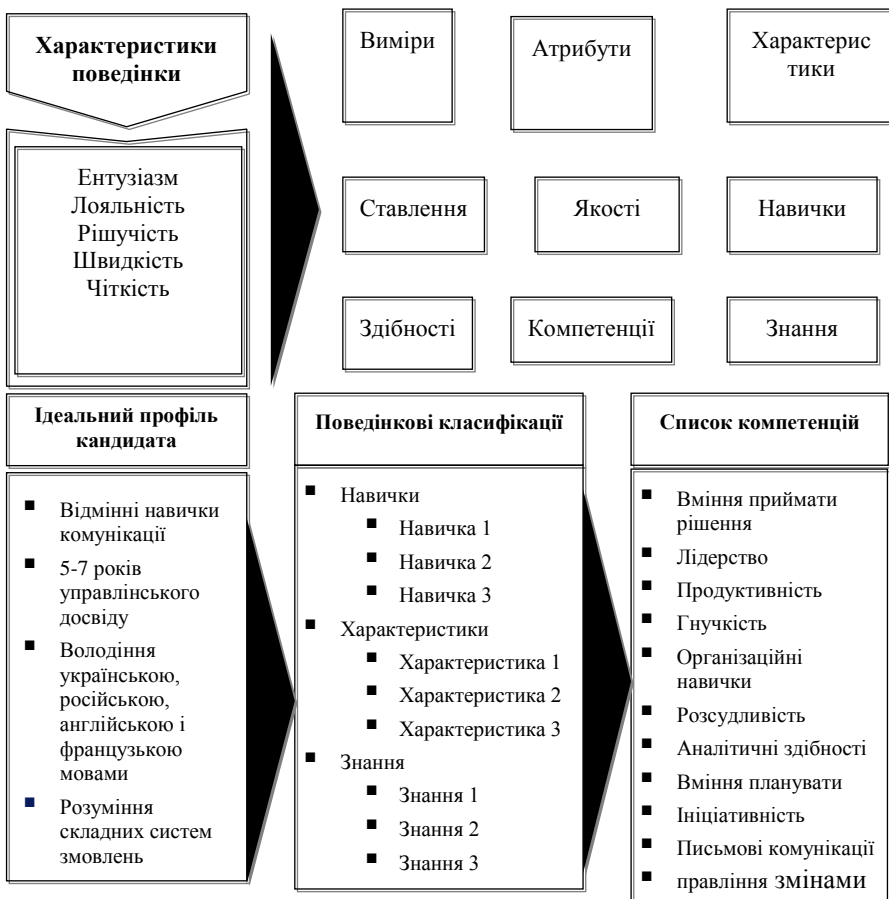 Характеристики
поведінки
Ентузіазм
Лояльність
Рішучість
Швидкість
Чіткість
Виміри
Атрибути
Характерис
тики
Ставлення
Якості
Навички
Здібності
Компетенції
Знання
Ідеальний профіль
кандидата
▪ Відмінні навички
комунікації
▪ 5-7 років
управлінського
досвіду
▪ Володіння
українською,
російською,
англійською і
французькою
мовами
▪ Розуміння
складних систем
змовлень
Поведінкові класифікації
▪ Навички
▪ Навичка 1
▪ Навичка 2
▪ Навичка 3
▪ Характеристики
▪ Характеристика 1
▪ Характеристика 2
▪ Характеристика 3
▪ Знання
▪ Знання 1
▪ Знання 2
▪ Знання 3
Список компетенцій
▪ Вміння приймати
рішення
▪ Лідерство
▪ Продуктивність
▪ Гнучкість
▪ Організаційні
навички
▪ Розсудливість
▪ Аналітичні здібності
▪ Вміння планувати
▪ Ініціативність
▪ Письмові комунікації
▪ правління змінами